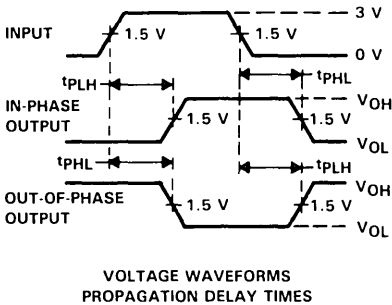 3 V
INPUT
1.5 V
1.5 V
0 V
tPLH
tPHL
IN-PHASE
OUTPUT
VOH
1.5 V
1.5 V
VOL
tPHL
tPLH
OUT-OF-PHASE
OUTPUT
VOH
1.5 V
1.5 V
VOL
VOLTAGE WAVEFORMS
PROPAGATION DELAY TIMES